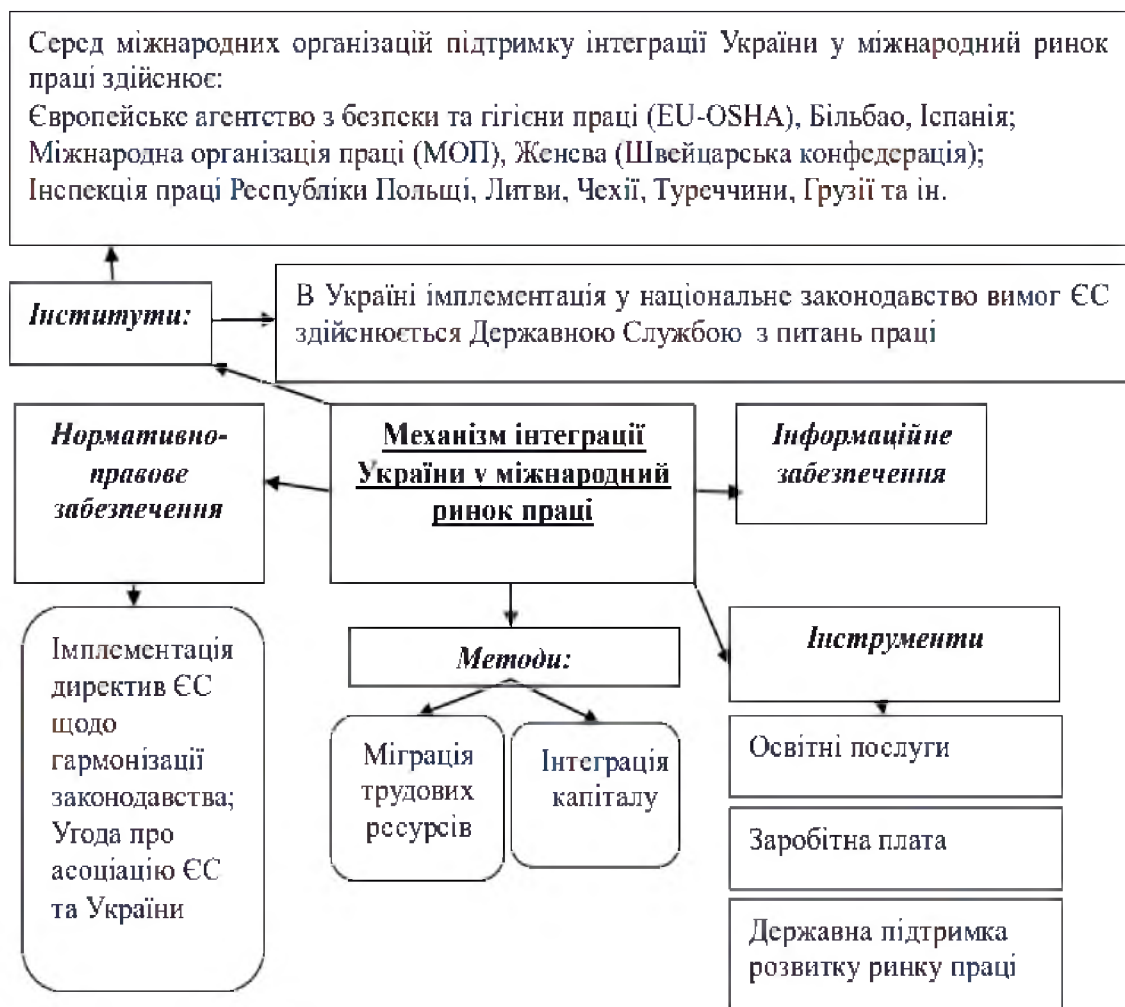 Серед міжнародних організацій підтримку інтеграції України у міжнародний ринок
праці здійснює:
Європейське агентство з безпеки та гігієни праці (EU-OSHA), Більбао, Іспанія;
Міжнародна організація праці (МОП), Женева (Швейцарська конфедерація);
Інспекція праці Республіки Польщі, Литви, Чехії, Туреччини, Грузії та ін.
Інститути:
В Україні імплементація у національне законодавство вимог ЄС
здійснюється Державною Службою з питань праці
Нормативно-
правове
забезпечення
Механізм інтеграції
України у міжнародний
ринок праці
Інформаційне
забезпечення
Імплементація
директив ЄС
щодо
гармонізації
законодавства;
Угода про
асоціацію ЄС
та України
Методи:
Міграція
трудових
ресурсів
Інтеграція
капіталу
Інструменти
Освітні послуги
Заробітна плата
Державна підтримка
розвитку ринку праці